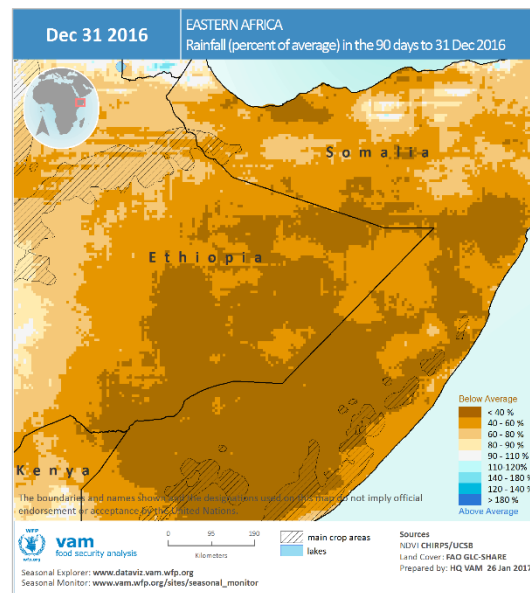 Dec 31 2016
EASTERN AFRICA
Rainfall (percent of average) in the 90 days to 31 Dec 2016
Somalia
Ethiopia
Kenya
Below Average
< 40 %
40 - 60 %
60 - 80 %
80 - 90 %
90 - 110 %
110-120%
140 - 180 %
120 - 140 %
> 180 %
Above Average
The boundaries and names show the designations used on this map do not imply official
endorsement or acceptance by the United Nations.
WFP
wfp.org
vam
food security analysis
0 95 190
Kilometers
main crop areas
lakes
Sources
NDVI CHIRPS/UCSB
Land Cover: FAO GLC-SHARE
Prepared by: HQ VAM 26 Jan 2017
Seasonal Explorer: www.dataviz.vam.wfp.org
Seasonal Monitor: www.vam.wfp.org/sites/seasonal_monitor